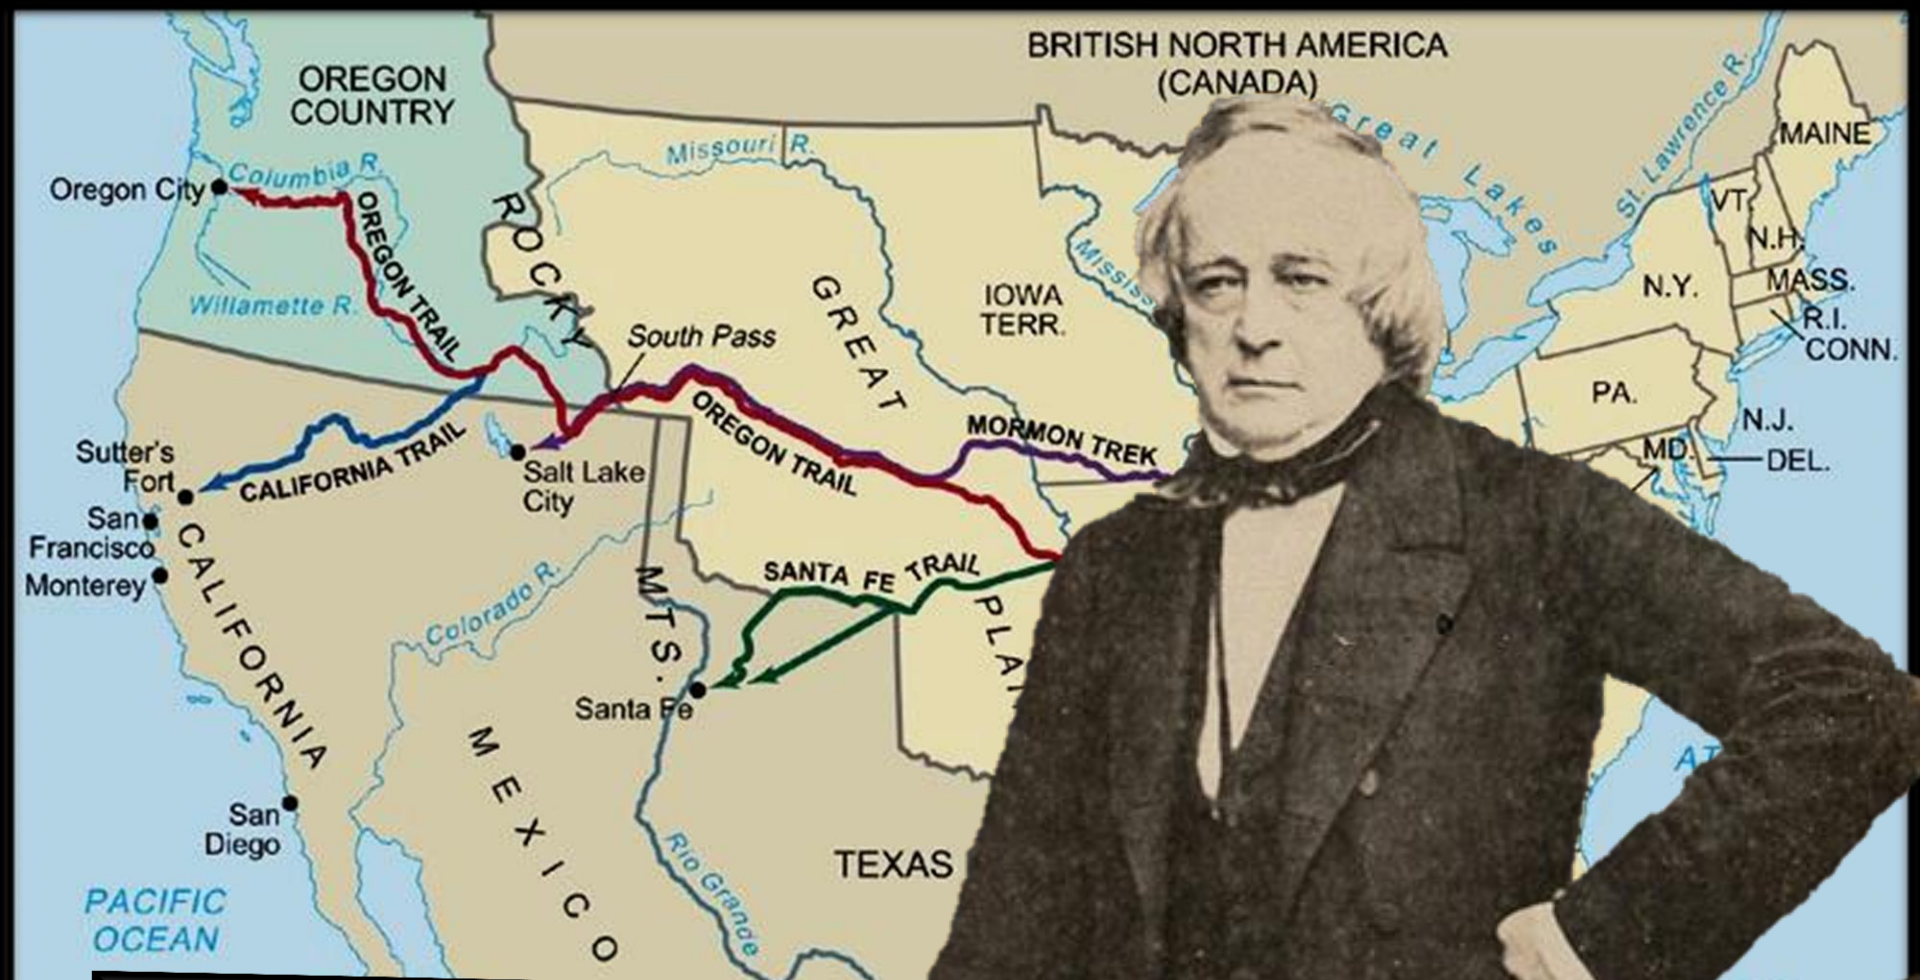 BRITISH NORTH AMERICA
(CANADA)
OREGON
COUNTRY
Great Lakes
St. Lawrence R.
MAINE
Missouri R.
Columbia R.
Oregon City
OREGON TRAIL
ROCKY
VT.
N.H.
MASS.
N.Y.
R.I.
CONN.
Willamette R.
GREAT
IOWA
TERR.
South Pass
PA.
N.J.
MD.
DEL.
OREGON TRAIL
MORMON TREK
Sutter's
Fort
CALIFORNIA TRAIL
Salt Lake
City
San
Francisco
Monterey
CALIFORNIA
Colorado R.
MTS.
SANTA FE TRAIL
Santa Fe
MEXICO
San
Diego
TEXAS
Rio Grande
PACIFIC
OCEAN